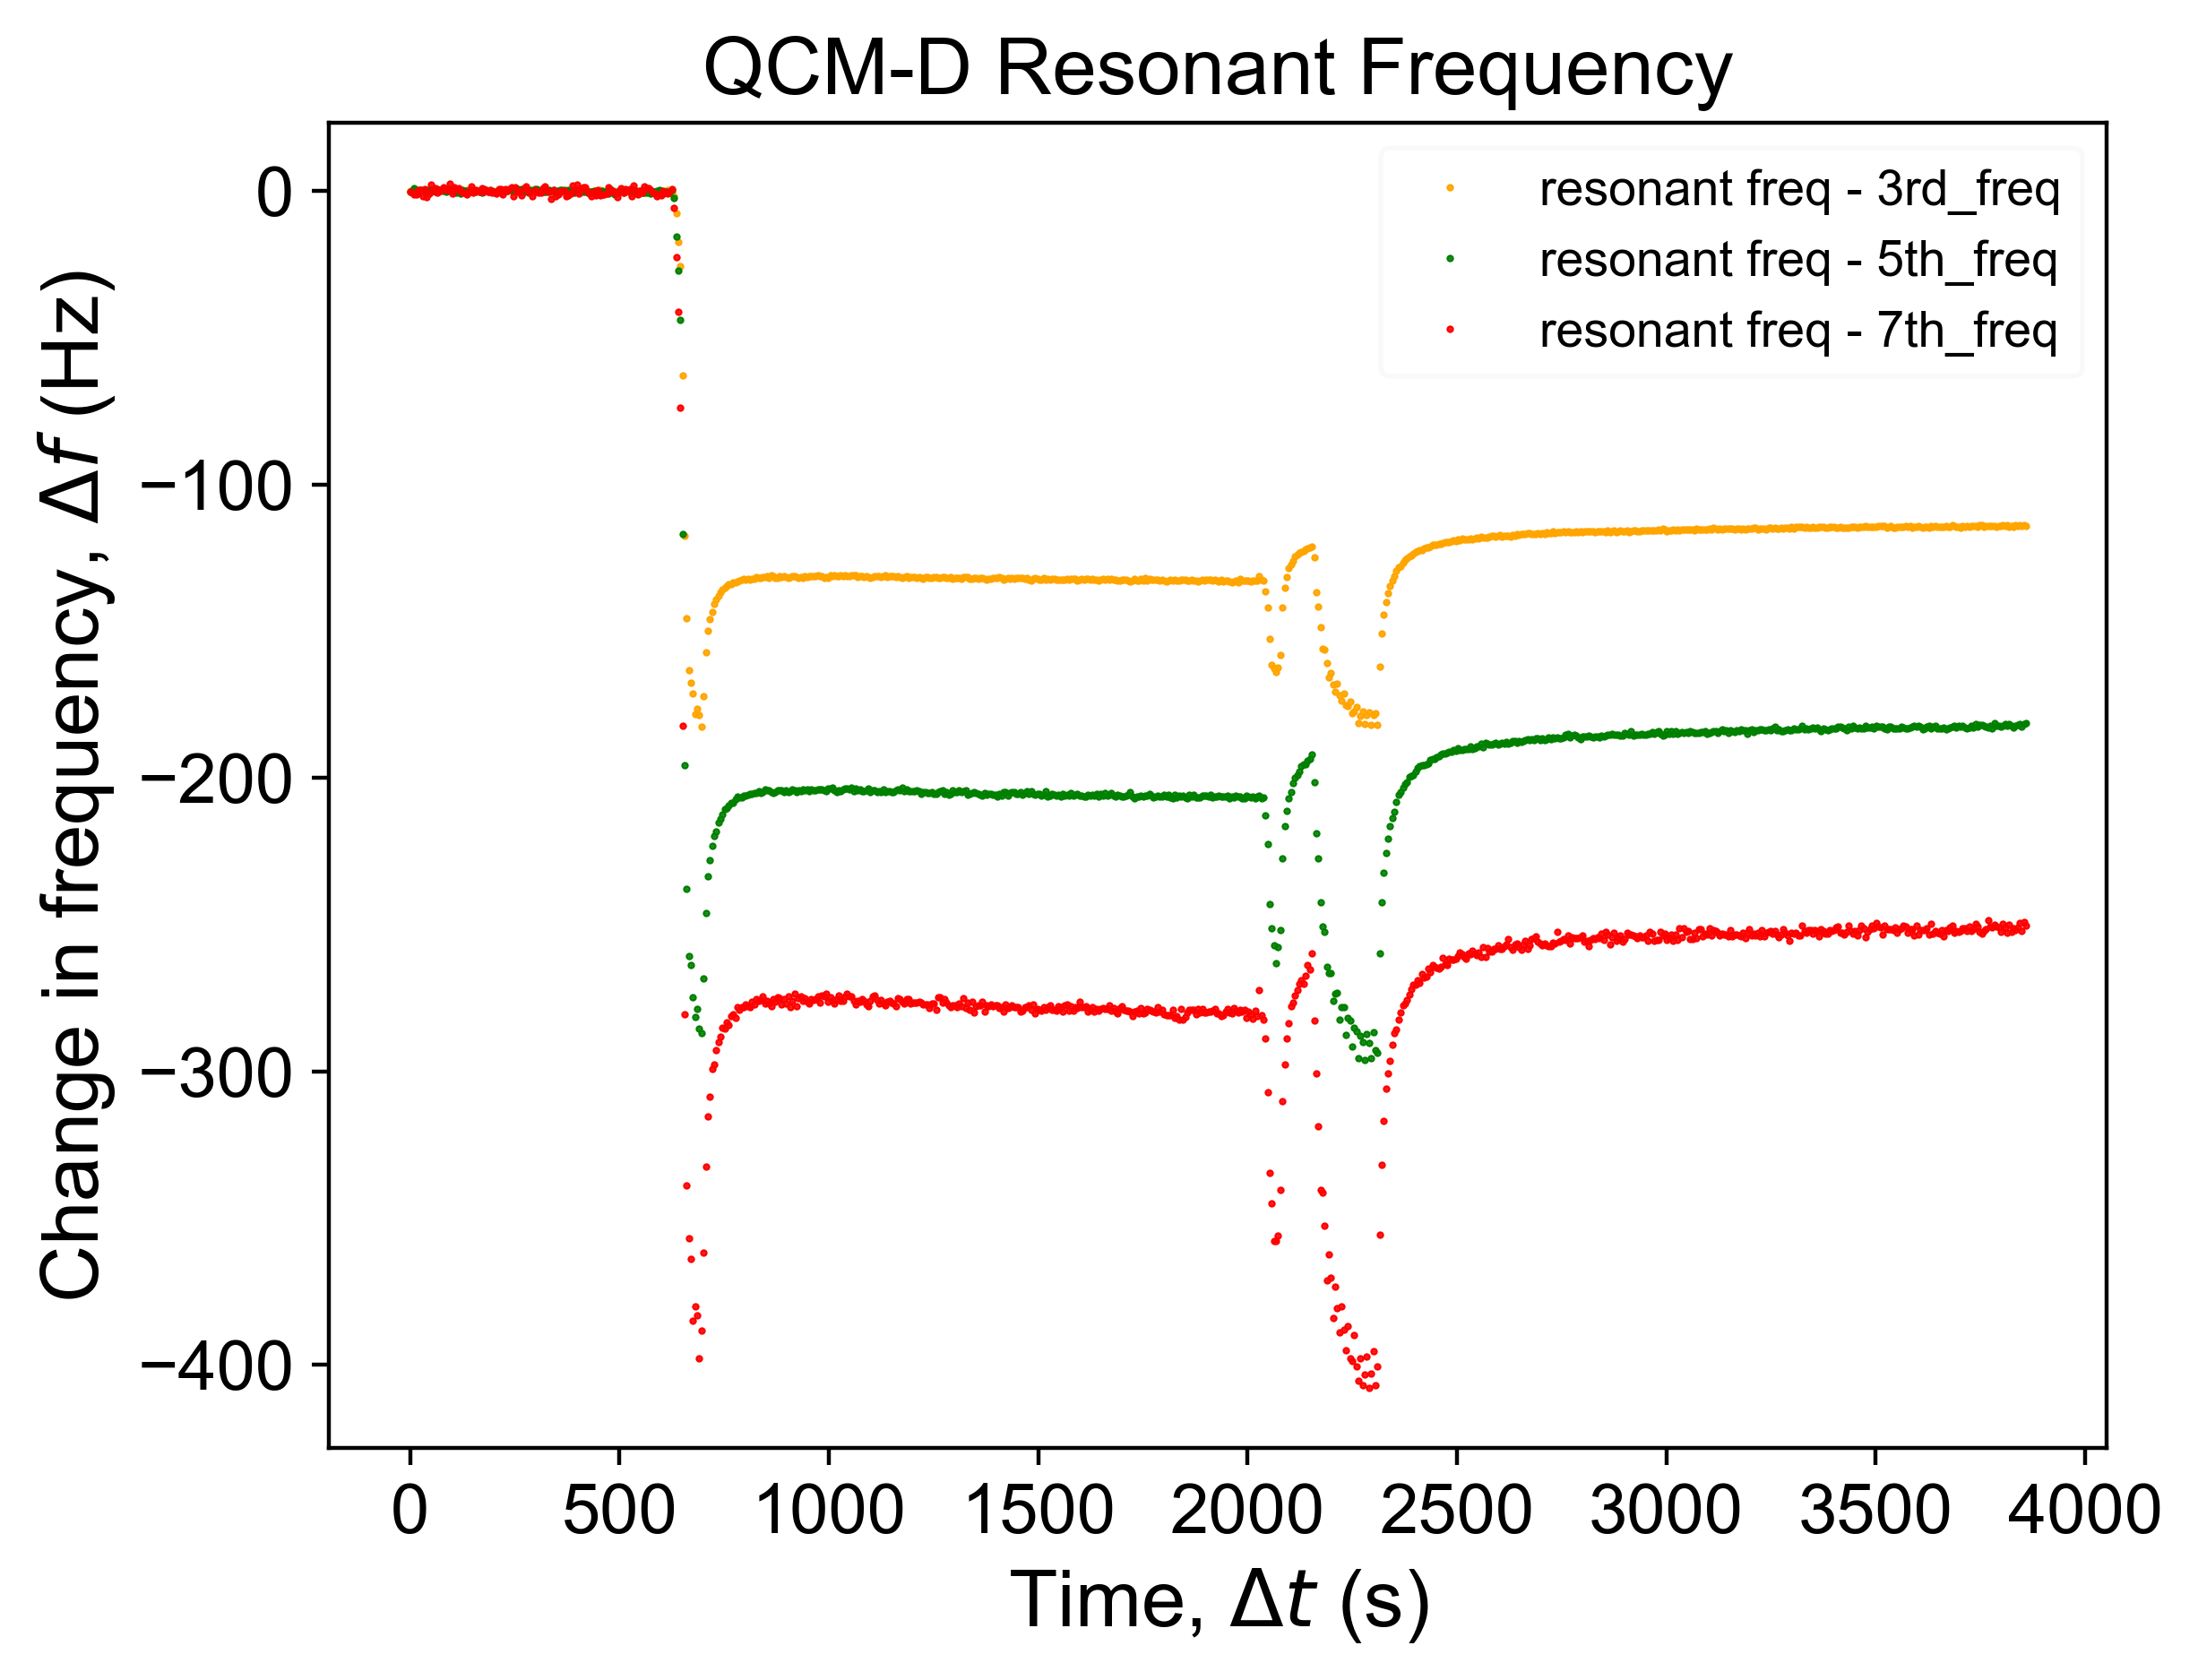 QCM-D Resonant Frequency
resonant freq - 3rd_freq
resonant freq - 5th_freq
resonant freq - 7th_freq
Change in frequency, Δf (Hz)
0
−100
−200
−300
−400
0 500 1000 1500 2000 2500 3000 3500 4000
Time, Δt (s)